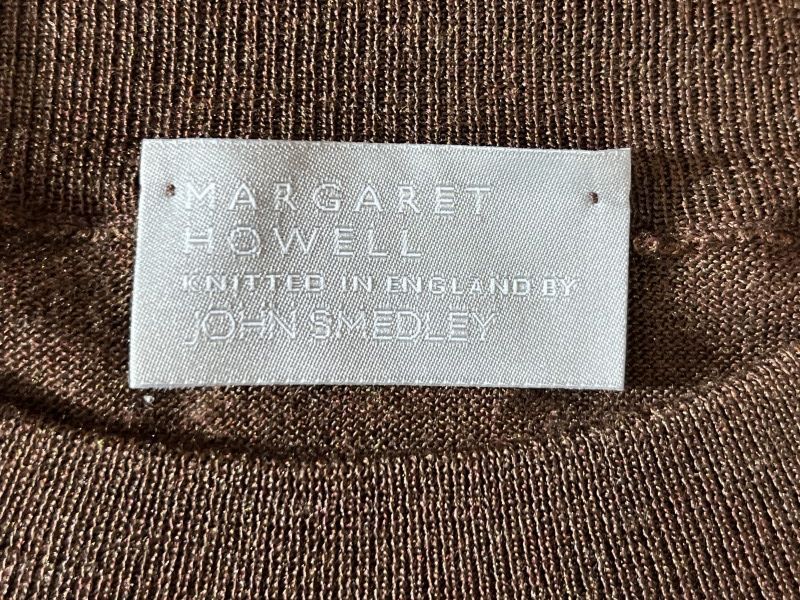 MARGARET
HOWELL
KNITTED IN ENGLAND BY
JOHN SMEDLEY